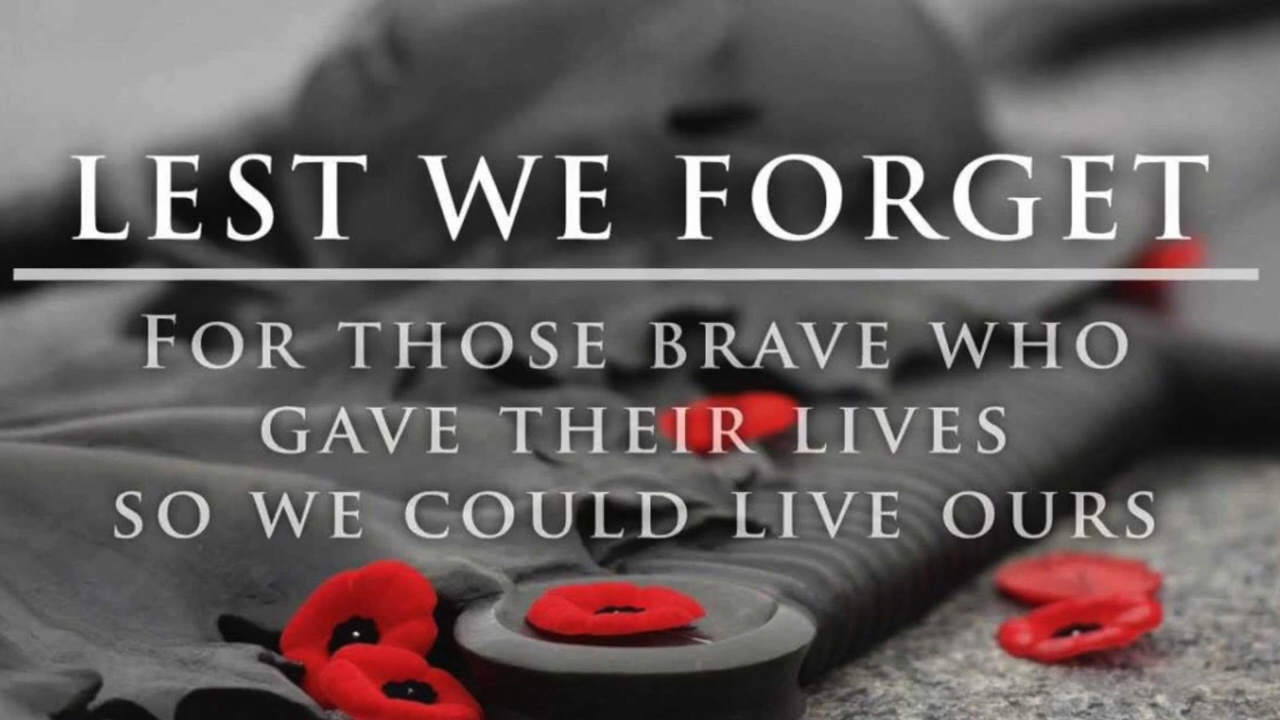 LEST WE FORGET
FOR THOSE BRAVE WHO
GAVE THEIR LIVES
SO WE COULD LIVE OURS